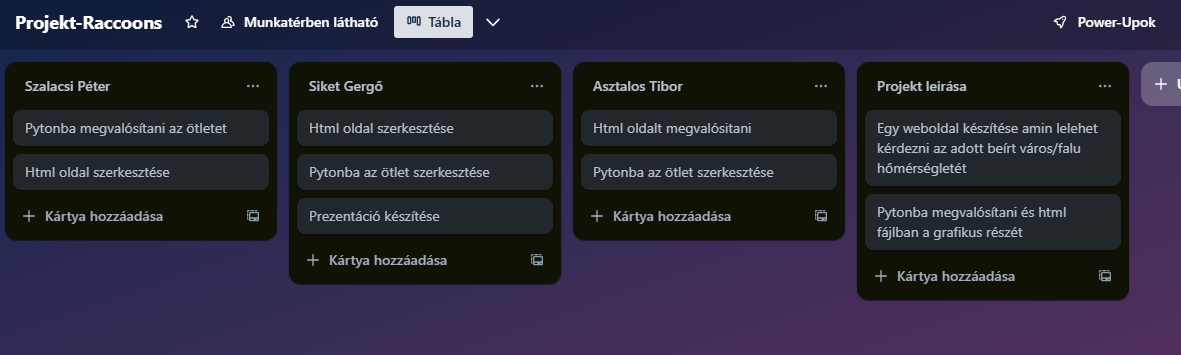 Projekt-Raccoons
Munkatérben látható
Tábla
Power-Upok
Szalacsi Péter
Pytonba megvalósítani az ötletet
Html oldal szerkesztése
Kártya hozzáadása
Siket Gergő
Html oldal szerkesztése
Pytonba az ötlet szerkesztése
Prezentáció készítése
Kártya hozzáadása
Asztalos Tibor
Html oldalt megvalósitani
Pytonba az ötlet szerkesztése
Kártya hozzáadása
Projekt leirása
Egy weboldal készítése amin lelehet
kérdezni az adott beírt város/falu
hőmérségletét
Pytonba megvalósítani és html
fájlban a grafikus részét
Kártya hozzáadása